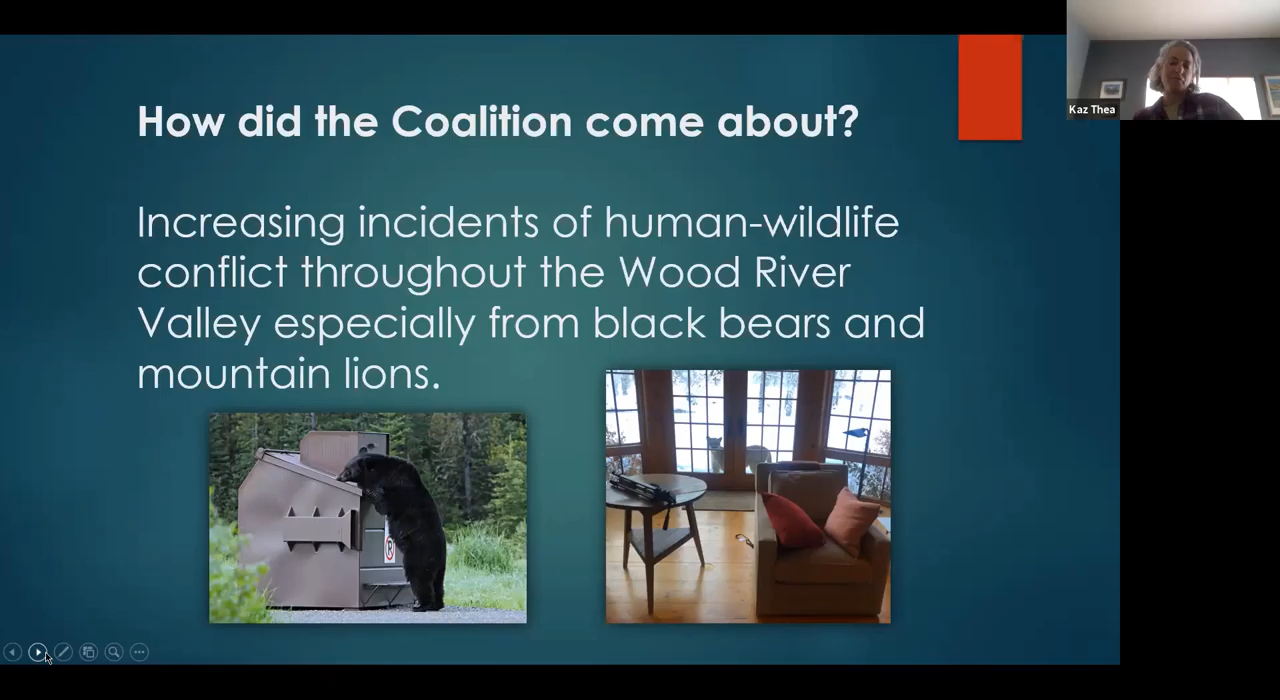 How did the Coalition come about?
Increasing incidents of human-wildlife
conflict throughout the Wood River
Valley especially from black bears and
mountain lions.
Kaz Thea